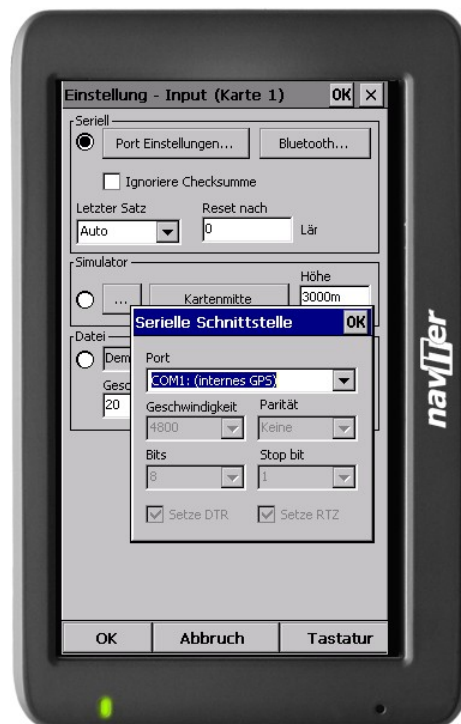 Einstellung - Input (Karte 1) OK ×
Seriell
Port Einstellungen... Bluetooth...
Ignoriere Checksumme
Letzter Satz Reset nach
Auto 0 Lär
Simulator
Höhe
... Kartenmitte 3000m
Serielle Schnittstelle OK
Datei
Dem
Port
COM1: (internes GPS)
Gesc
20
Geschwindigkeit Parität
4800 Keine
Bits Stop bit
8 1
Setze DTR Setze RTZ
OK Abbruch Tastatur
naviter